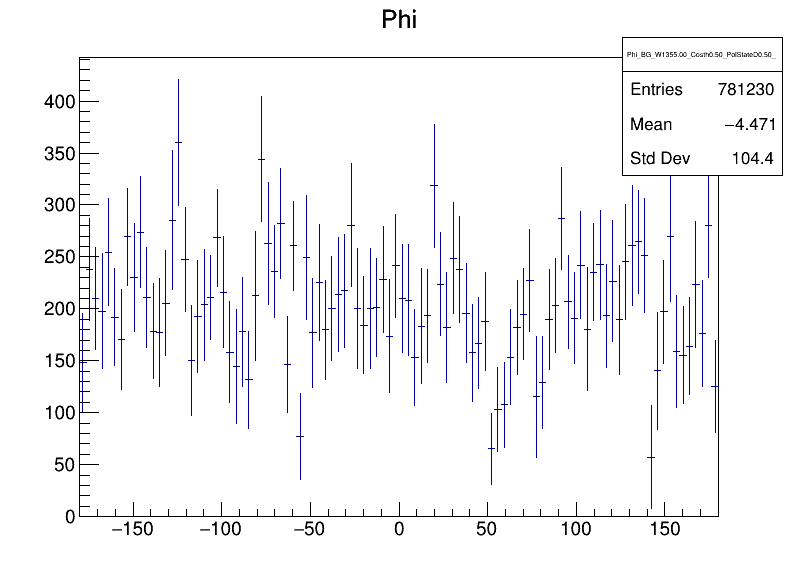 Phi
Phi_BG_W1355.00_Costh0.50_PolStateD0.50_
Entries 781230
Mean −4.471
Std Dev 104.4
400
350
300
250
200
150
100
50
0
−150 −100 −50 0 50 100 150